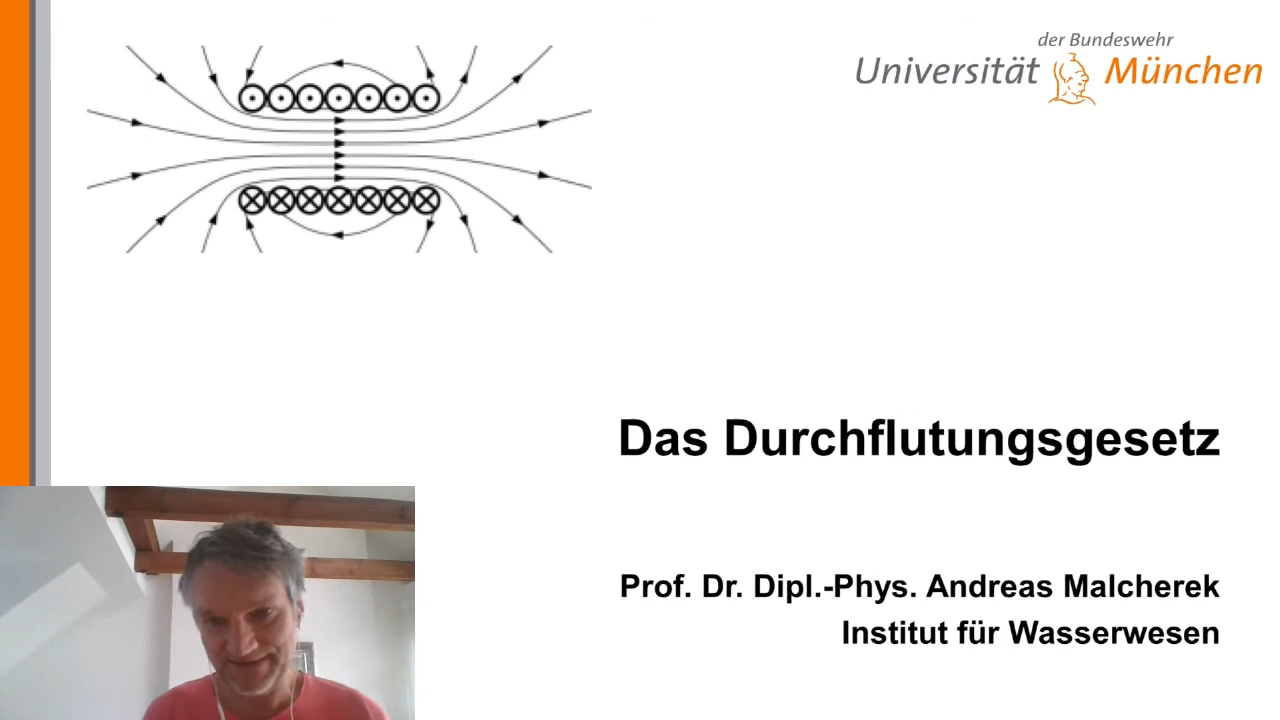 der Bundeswehr
Universität München
Das Durchflutungsgesetz
Prof. Dr. Dipl.-Phys. Andreas Malcherek
Institut für Wasserwesen